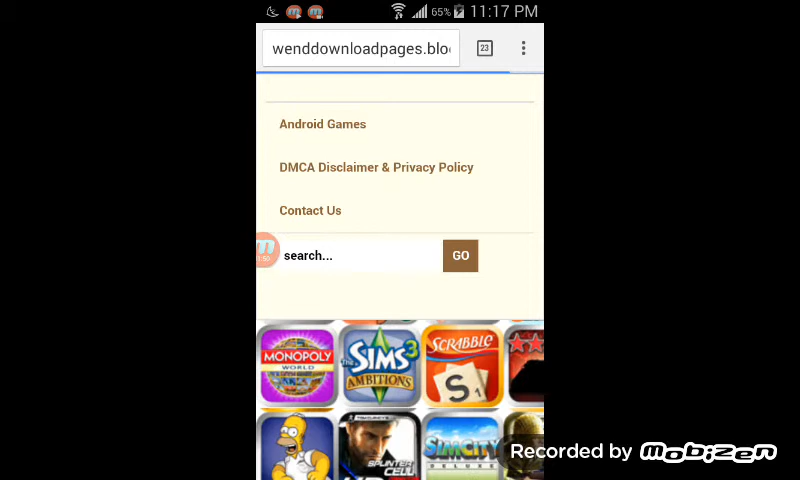 65% 11:17 PM
wenddownloadpages.blo
23
Android Games
DMCA Disclaimer & Privacy Policy
Contact Us
search... GO
MONOPOLY
WORLD
THE SIMS 3
AMBITIONS
SCRABBLE
S1
SPLINTER
CELL
SIMCITY
DELUXE
Recorded by mobizen